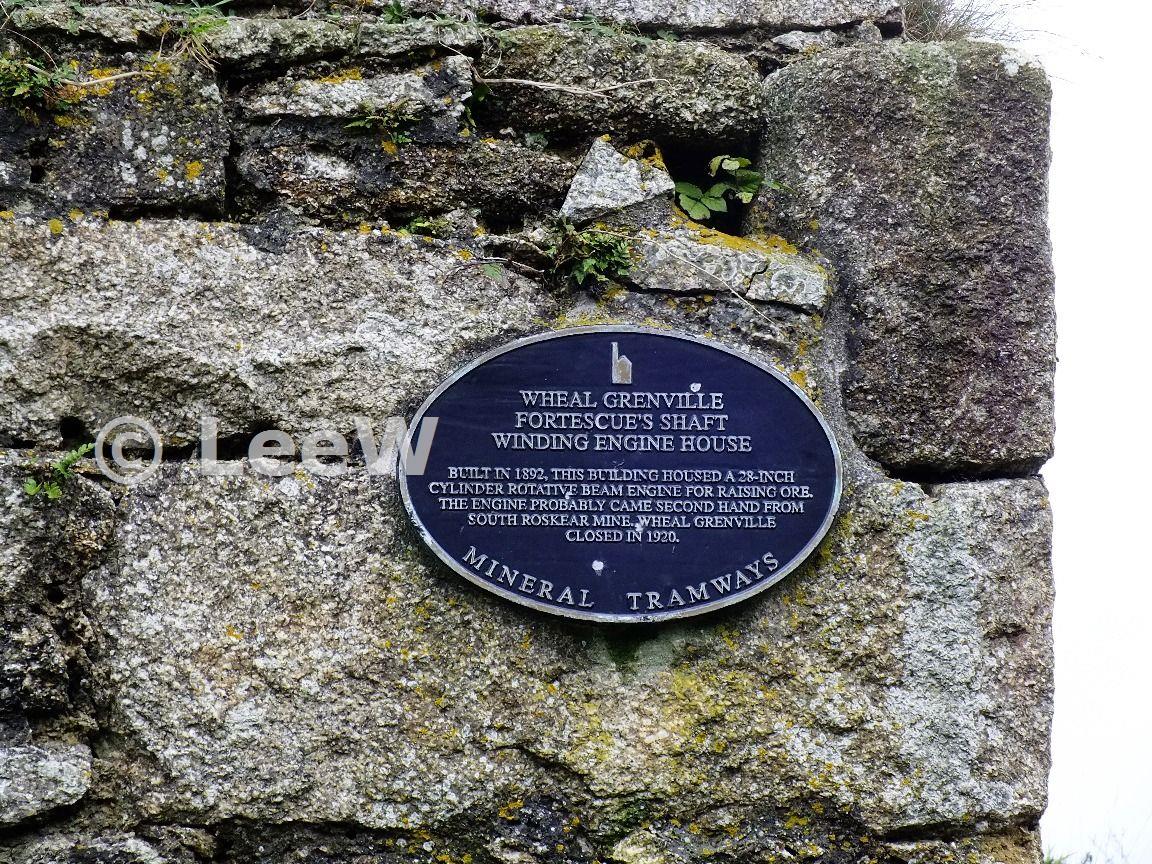 WHEAL GRENVILLE
FORTESCUE'S SHAFT
WINDING ENGINE HOUSE
BUILT IN 1892, THIS BUILDING HOUSED A 28-INCH
CYLINDER ROTATIVE BEAM ENGINE FOR RAISING ORE.
THE ENGINE PROBABLY CAME SECOND HAND FROM
SOUTH ROSKEAR MINE. WHEAL GRENVILLE
CLOSED IN 1920.
MINERAL TRAMWAYS
© LeeW